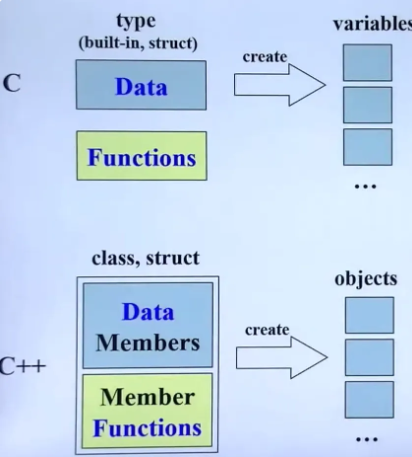 type
(built-in, struct)
variables
C
Data
create
Functions
...
class, struct
objects
C++
Data
Members
create
Member
Functions
...